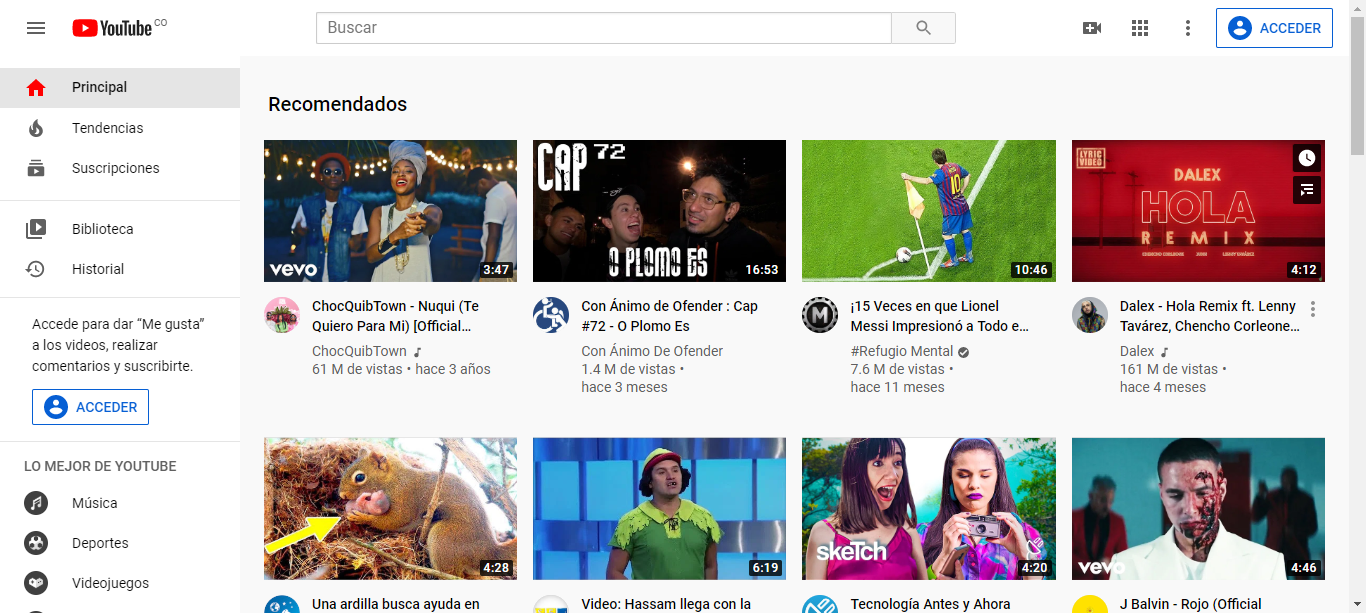 YouTube CO
Buscar
ACCEDER
Principal
Tendencias
Suscripciones
Biblioteca
Historial
Accede para dar “Me gusta”
a los videos, realizar
comentarios y suscribirte.
ACCEDER
LO MEJOR DE YOUTUBE
Música
Deportes
Videojuegos
Recomendados
vevo
3:47
ChocQuibTown - Nuqui (Te
Quiero Para Mi) [Official...
ChocQuibTown
61 M de vistas • hace 3 años
CAP 72
O PLOMO ES
16:53
Con Ánimo de Ofender : Cap
#72 - O Plomo Es
Con Ánimo De Ofender
1.4 M de vistas •
hace 3 meses
10
10:46
M
¡15 Veces en que Lionel
Messi Impresionó a Todo e...
#Refugio Mental
7.6 M de vistas •
hace 11 meses
LYRIC
VIDEO
DALEX
HOLA
REMIX
CHENCHO CORLEONE
LENNY TAVÁREZ
4:12
Dalex - Hola Remix ft. Lenny
Tavárez, Chencho Corleone...
Dalex
161 M de vistas •
hace 4 meses
4:28
Una ardilla busca ayuda en
6:19
Video: Hassam llega con la
skeTch
4:20
Tecnología Antes y Ahora
vevo
4:46
J Balvin - Rojo (Official